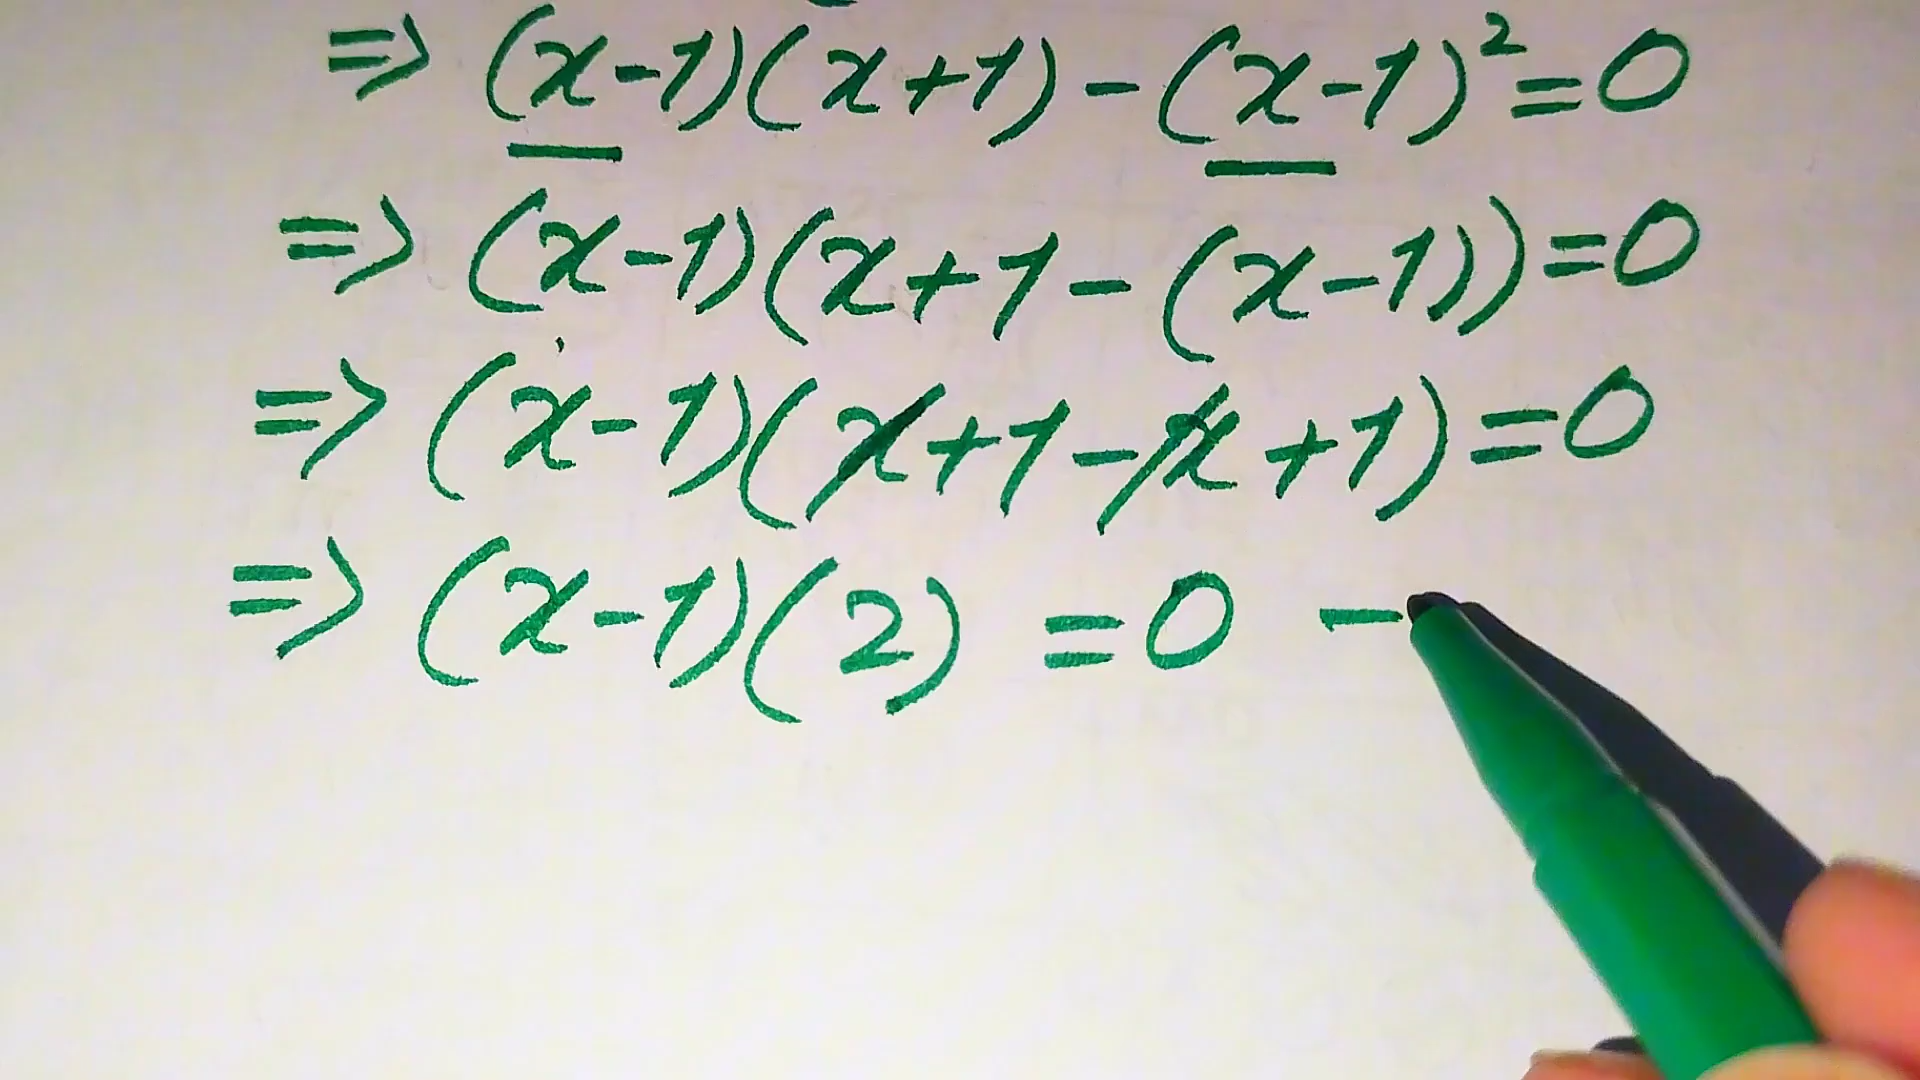 => (x-1)(x+1)-(x-1)²=0
=> (x-1)(x+1-(x-1))=0
=> (x-1)(x+1-x+1)=0
=> (x-1)(2) =0 -